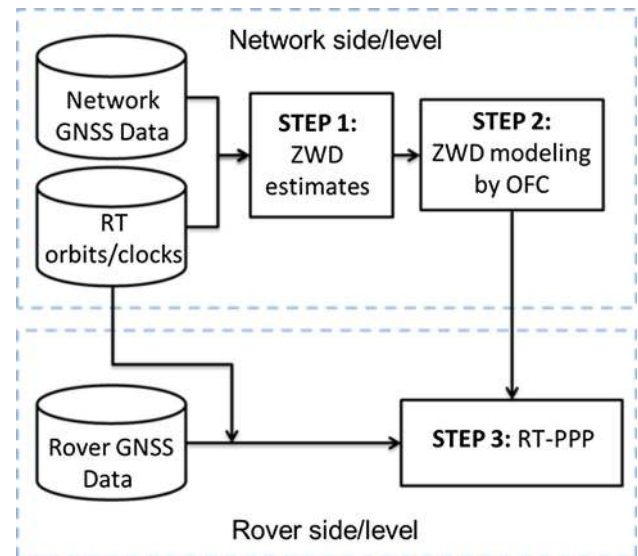 Network side/level
Network
GNSS Data
STEP 1:
ZWD
estimates
STEP 2:
ZWD modeling
by OFC
RT
orbits/clocks
Rover GNSS
Data
STEP 3: RT-PPP
Rover side/level